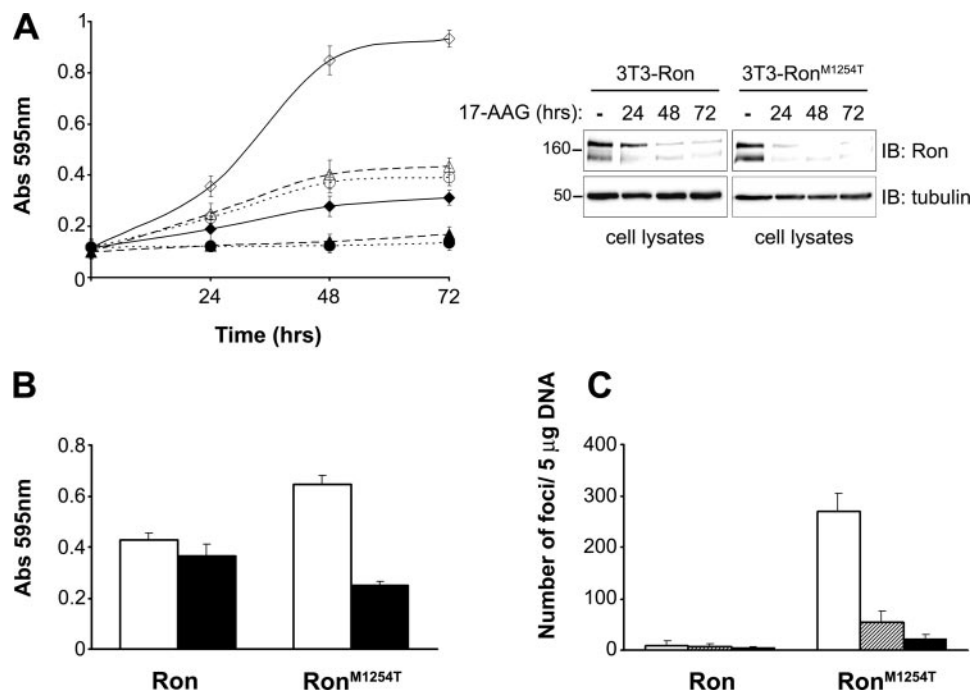 A
Abs 595nm
1
0.8
0.6
0.4
0.2
0
24
48
72
Time (hrs)
3T3-Ron
3T3-Ron^M1254T
17-AAG (hrs): - 24 48 72 - 24 48 72
160
IB: Ron
50
IB: tubulin
cell lysates
cell lysates
B
Abs 595nm
0.8
0.6
0.4
0.2
0
Ron
Ron^M1254T
C
Number of foci/ 5 μg DNA
400
300
200
100
0
Ron
Ron^M1254T